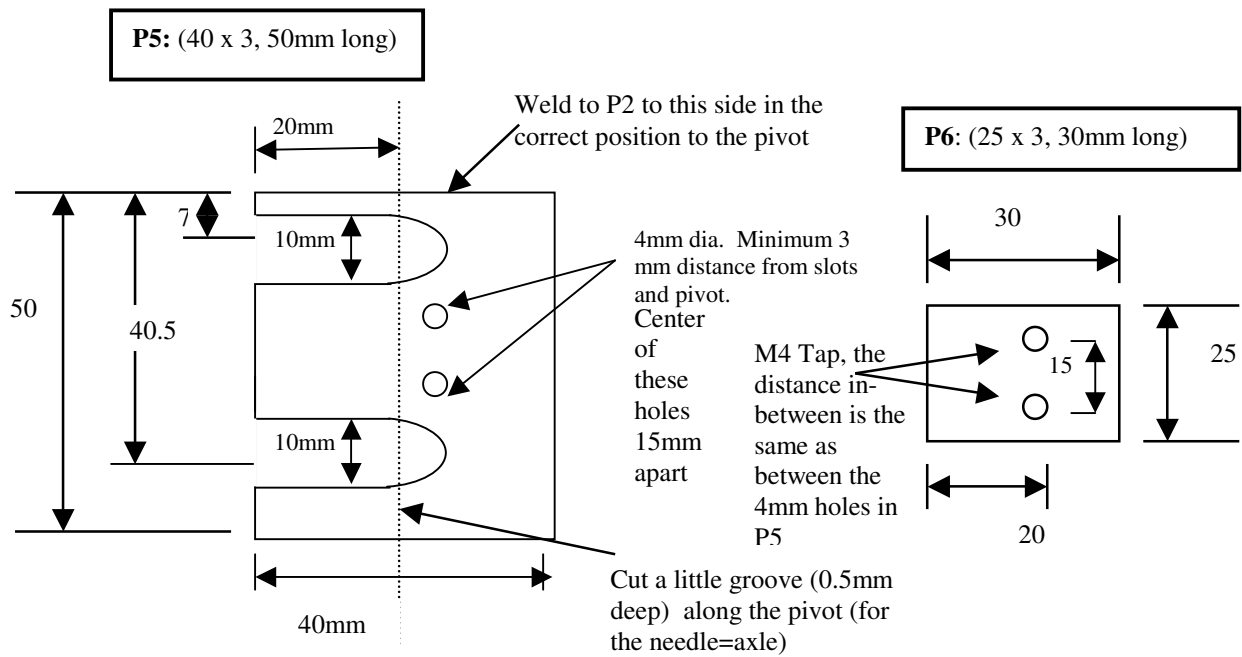 P5: (40 x 3, 50mm long)
Weld to P2 to this side in the
correct position to the pivot
P6: (25 x 3, 30mm long)
20mm
7
10mm
50
40.5
10mm
40mm
4mm dia. Minimum 3
mm distance from slots
and pivot.
Center
of
these
holes
15mm
apart
Cut a little groove (0.5mm
deep) along the pivot (for
the needle=axle)
M4 Tap, the
distance in-
between is the
same as
between the
4mm holes in
P5
30
15
25
20